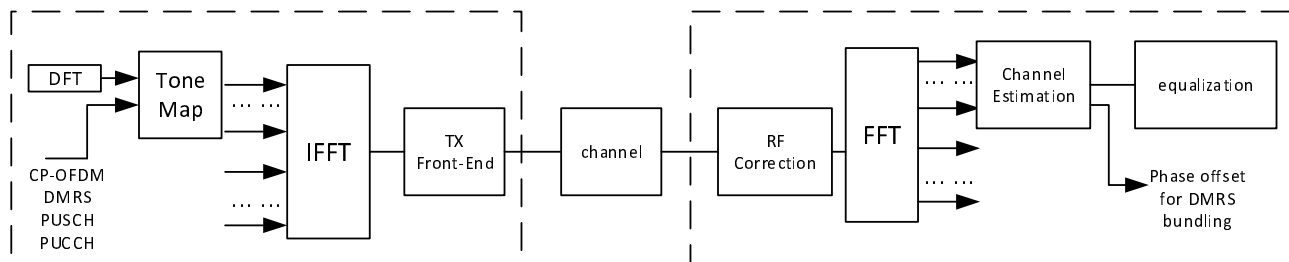 DFT
Tone
Map
... ...
... ...
CP-OFDM
DMRS
PUSCH
PUCCH
IFFT
TX
Front-End
channel
RF
Correction
FFT
... ...
... ...
Channel
Estimation
equalization
Phase offset
for DMRS
bundling